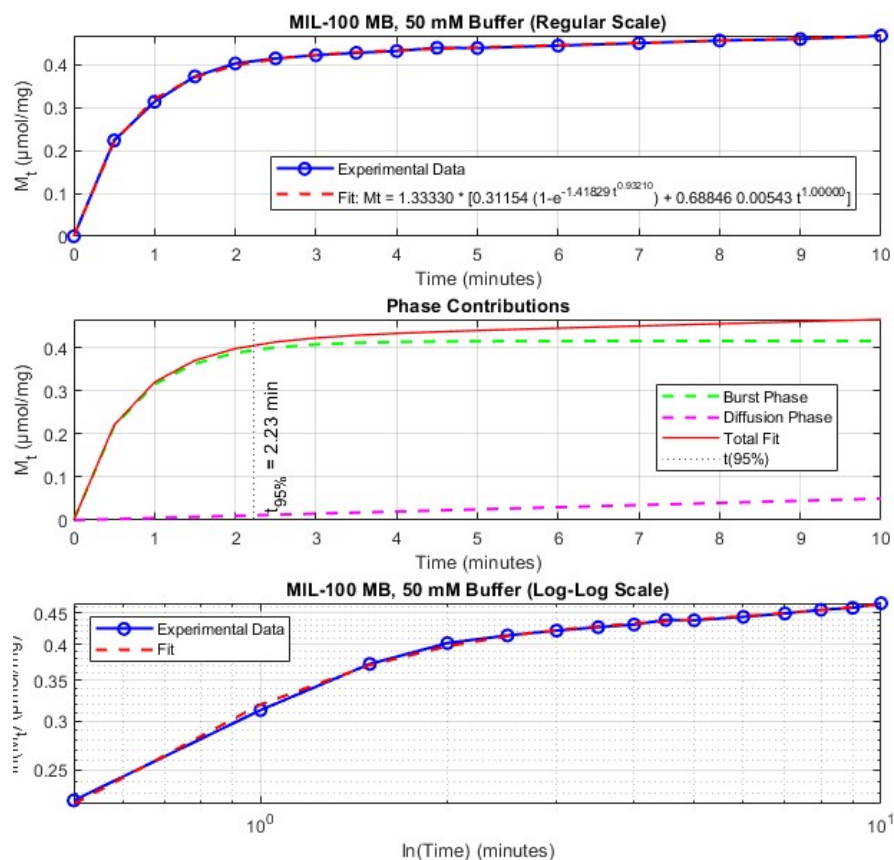 MIL-100 MB, 50 mM Buffer (Regular Scale)
M_t (μmol/mg)
0.4
0.3
0.2
0.1
0
Experimental Data
Fit: Mt = 1.33330 * [0.31154 (1-e^{-1.41829 t^{0.93210}}) + 0.68846 0.00543 t^{1.00000}]
0 1 2 3 4 5 6 7 8 9 10
Time (minutes)
Phase Contributions
M_t (μmol/mg)
0.4
0.3
0.2
0.1
0
t_{95%} = 2.23 min
Burst Phase
Diffusion Phase
Total Fit
t(95%)
0 1 2 3 4 5 6 7 8 9 10
Time (minutes)
MIL-100 MB, 50 mM Buffer (Log-Log Scale)
ln(M_t) (μmol/mg)
0.45
0.4
0.35
0.3
0.25
Experimental Data
Fit
10^0 10^1
ln(Time) (minutes)